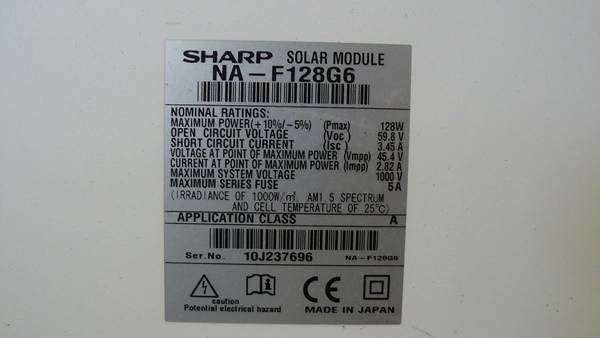 SHARP SOLAR MODULE
NA-F128G6
NOMINAL RATINGS:
MAXIMUM POWER(+10%/-5%) (Pmax) 128W
OPEN CIRCUIT VOLTAGE (Voc) 59.8 V
SHORT CIRCUIT CURRENT (Isc) 3.45 A
VOLTAGE AT POINT OF MAXIMUM POWER (Vmpp) 45.4 V
CURRENT AT POINT OF MAXIMUM POWER (Impp) 2.82 A
MAXIMUM SYSTEM VOLTAGE 1000 V
MAXIMUM SERIES FUSE 5A
(IRRADIANCE OF 1000W/㎡, AM1.5 SPECTRUM
AND CELL TEMPERATURE OF 25℃)
APPLICATION CLASS A
Ser.No. 10J237696 NA-F128G6
caution
Potential electrical hazard
CE
MADE IN JAPAN